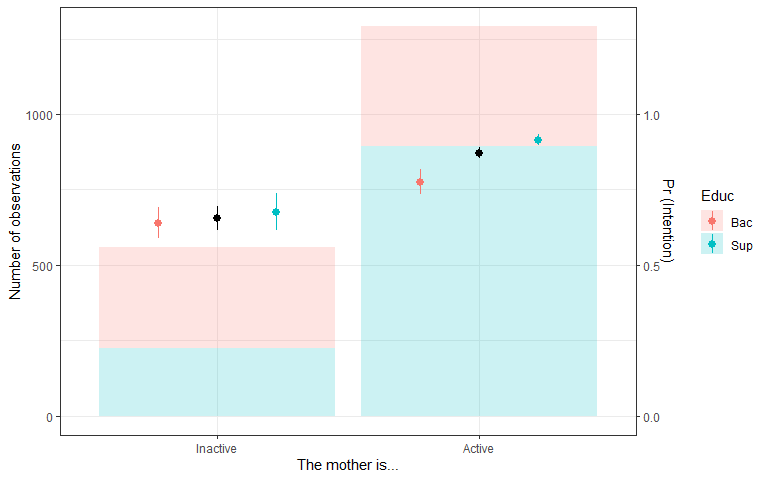 Number of observations
1000
500
0
Inactive
Active
The mother is...
1.0
0.5
0.0
Pr (Intention)
Educ
Bac
Sup